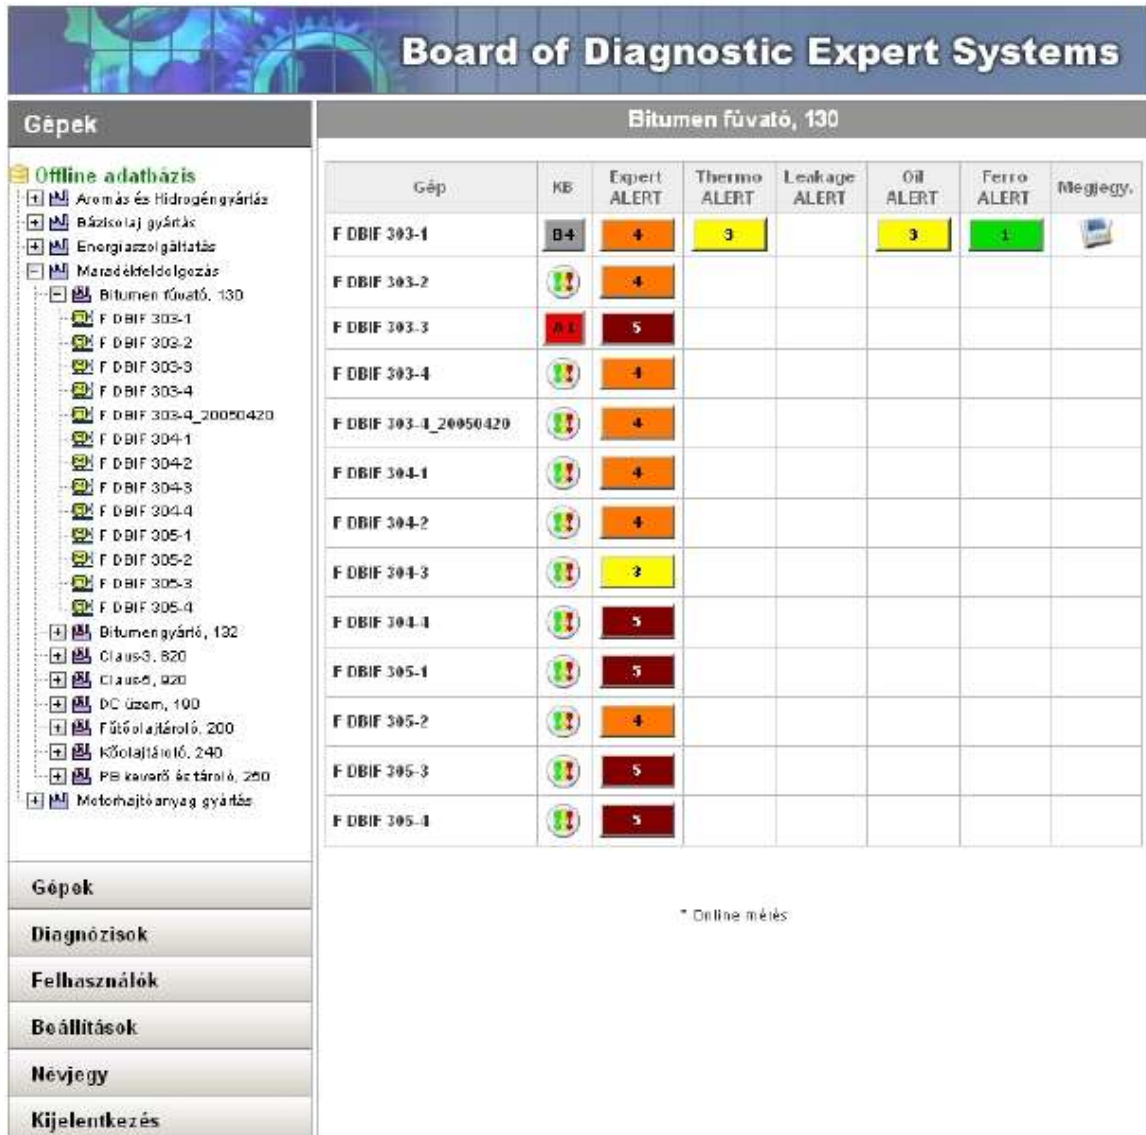 Board of Diagnostic Expert Systems
Gépek
Offline adatbázis
Aromás és Hidrogéngyártás
Bázisolaj gyártás
Energiaszolgáltatás
Maradékfeldolgozás
Bitumen fúvató, 130
F DBIF 303-1
F DBIF 303-2
F DBIF 303-3
F DBIF 303-4
F DBIF 303-4_20050420
F DBIF 304-1
F DBIF 304-2
F DBIF 304-3
F DBIF 304-4
F DBIF 305-1
F DBIF 305-2
F DBIF 305-3
F DBIF 305-4
Bitumengyártó, 132
Claus-3, 820
Claus-5, 920
DC üzem, 190
Fűtőolajtároló, 200
Kőolajtároló, 240
PB keverő és tároló, 250
Motorhajtóanyag gyártás
Gépek
Diagnózisok
Felhasználók
Beállítások
Névjegy
Kijelentkezés
Bitumen fúvató, 130
Gép KB Expert ALERT Thermo ALERT Leakage ALERT Oil ALERT Ferro ALERT Megjegy.
F DBIF 303-1 B4 4 3 3 1
F DBIF 303-2 4
F DBIF 303-3 5
F DBIF 303-4 4
F DBIF 303-4_20050420 4
F DBIF 304-1 4
F DBIF 304-2 4
F DBIF 304-3 3
F DBIF 304-4 5
F DBIF 305-1 5
F DBIF 305-2 4
F DBIF 305-3 5
F DBIF 305-4 5
* Online mérés